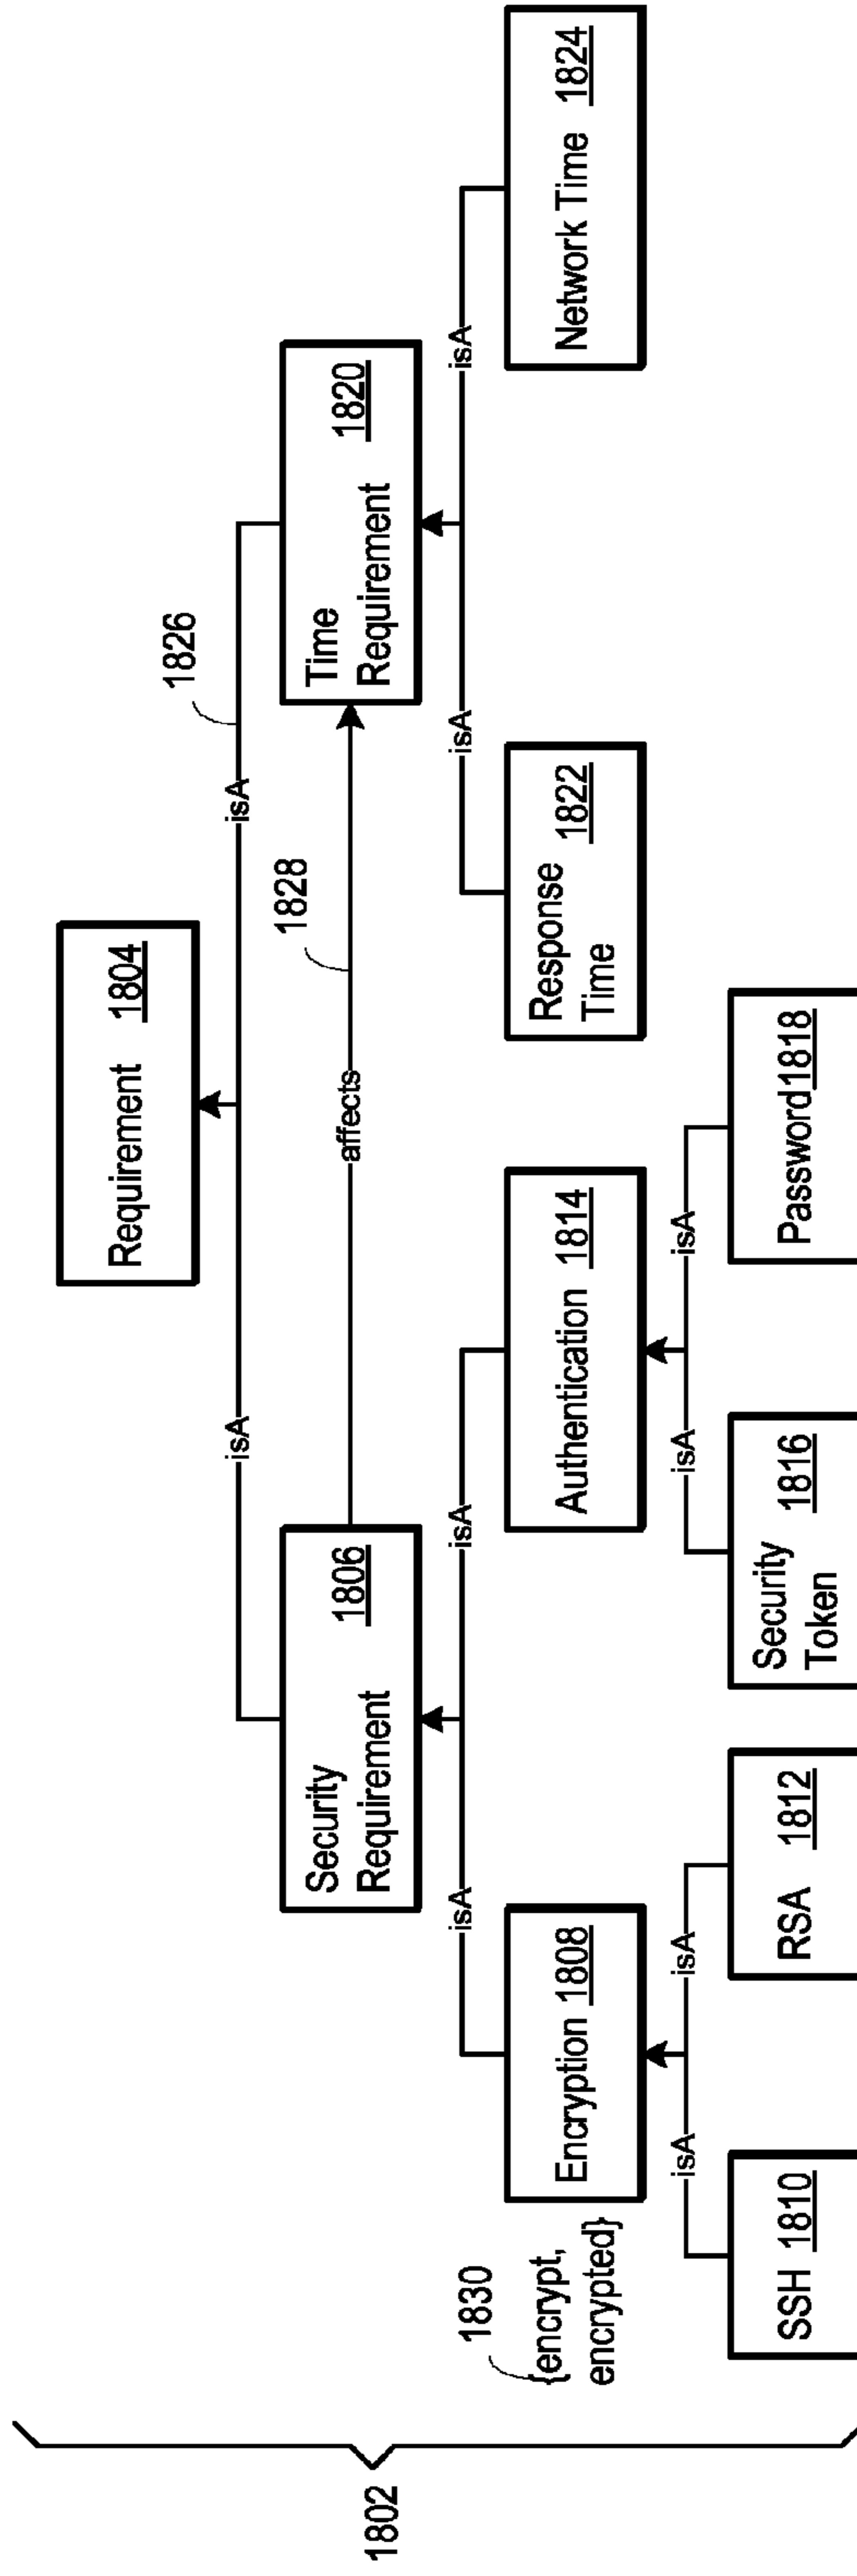 1802
Requirement 1804
isA
isA
1826
Security
Requirement 1806
affects
1828
Time
Requirement 1820
isA
isA
isA
isA
1830
{encrypt,
encrypted}
Encryption 1808
Authentication 1814
Response
Time 1822
Network Time 1824
isA
isA
isA
isA
SSH 1810
RSA 1812
Security
Token 1816
Password 1818